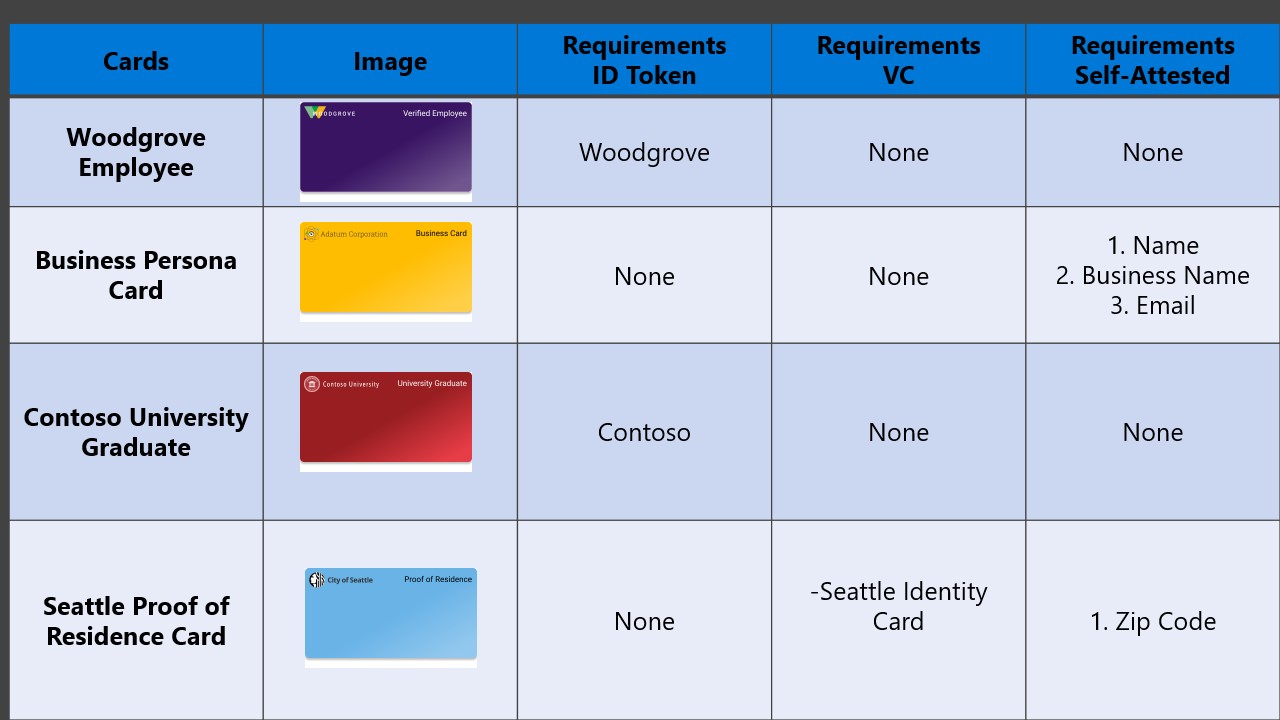 Cards
Image
Requirements
ID Token
Requirements
VC
Requirements
Self-Attested
Woodgrove
Employee
WOODGROVE
Verified Employee
Woodgrove
None
None
Business Persona
Card
Adatum Corporation
Business Card
None
None
1. Name
2. Business Name
3. Email
Contoso University
Graduate
Contoso University
University Graduate
Contoso
None
None
Seattle Proof of
Residence Card
City of Seattle
Proof of Residence
None
-Seattle Identity
Card
1. Zip Code